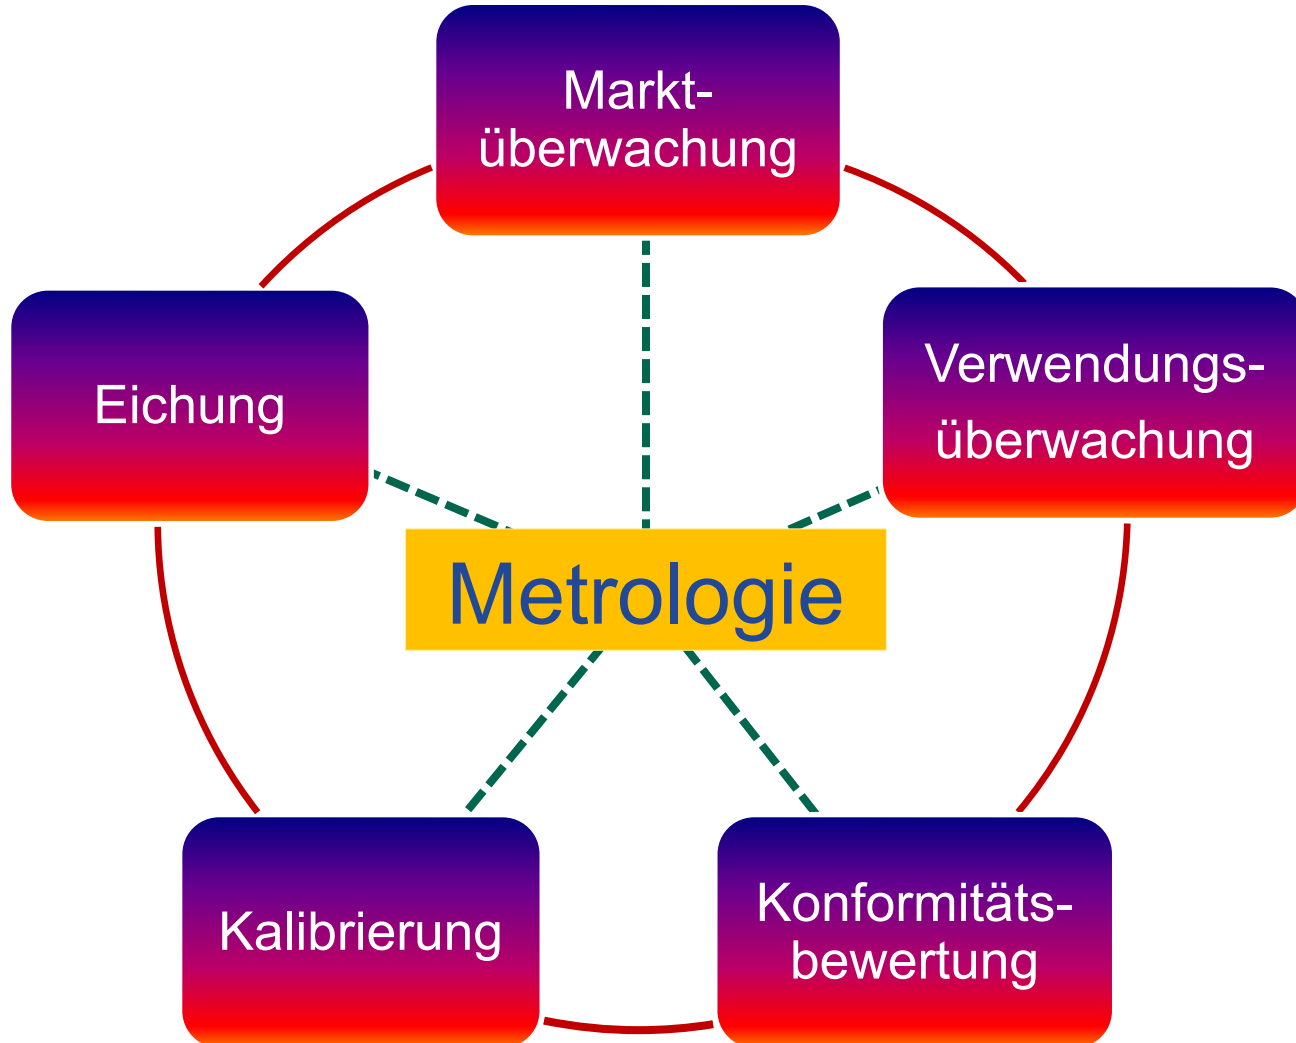 Markt-
überwachung
Verwendungs-
überwachung
Eichung
Metrologie
Kalibrierung
Konformitäts-
bewertung